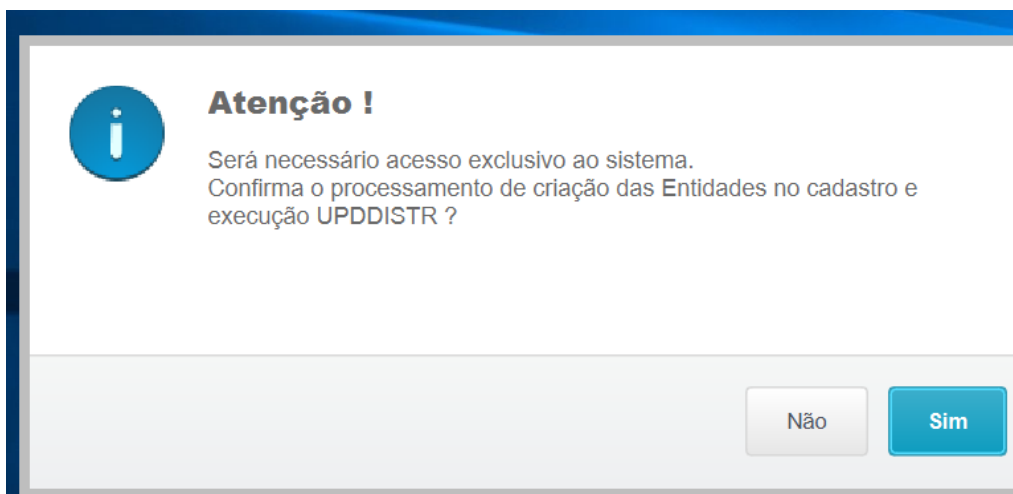 Atenção !
Será necessário acesso exclusivo ao sistema.
Confirma o processamento de criação das Entidades no cadastro e
execução UPDDISTR ?
Não
Sim